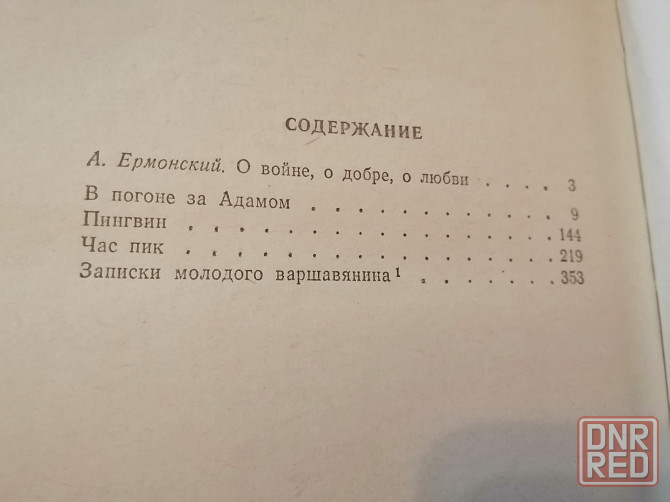 СОДЕРЖАНИЕ
А. Ермонский. О войне, о добре, о любви . . . . 3
В погоне за Адамом . . . . . . . . . . . 9
Пингвин . . . . . . . . . . . . . . . . 144
Час пик . . . . . . . . . . . . . . . . 219
Записки молодого варшавянина¹ . . . . . . . 353
DNR
RED